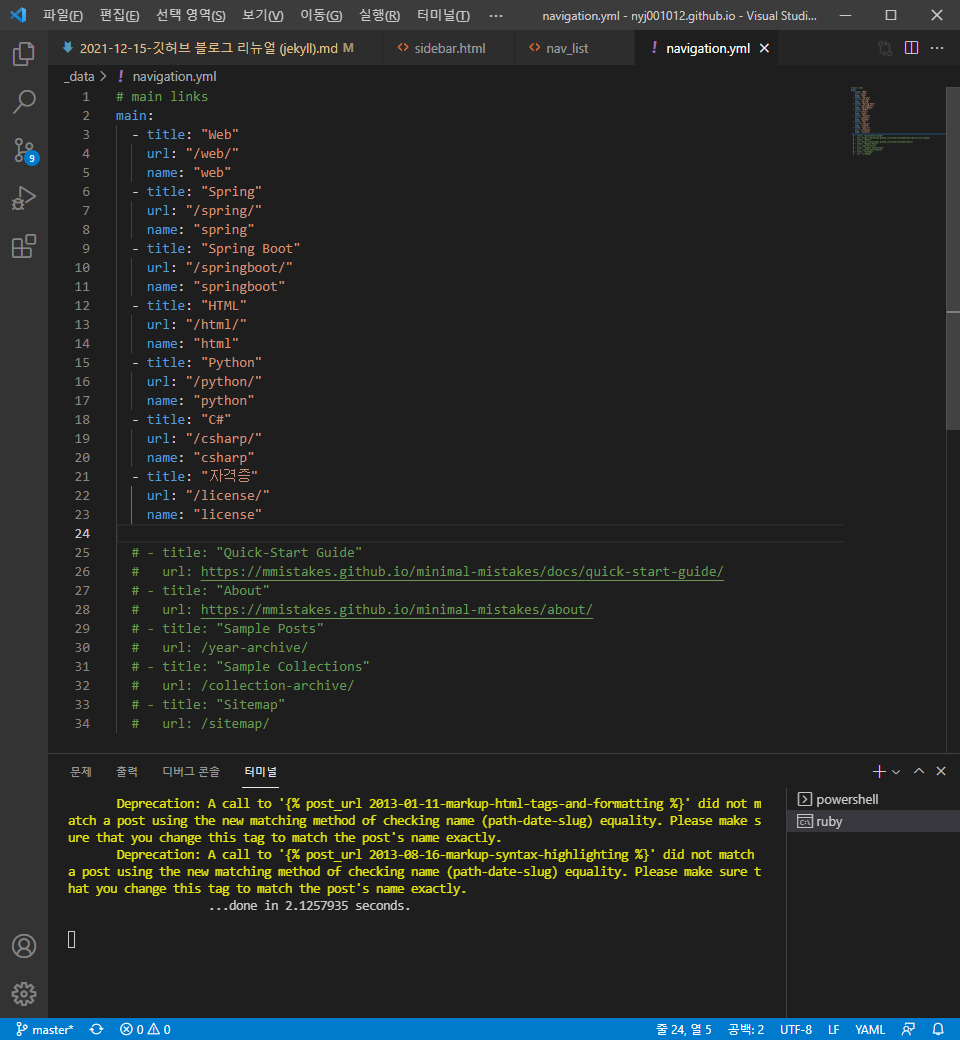 파일(F) 편집(E) 선택 영역(S) 보기(V) 이동(G) 실행(R) 터미널(T) ··· navigation.yml - nyj001012.github.io - Visual Studi...
2021-12-15-깃허브 블로그 리뉴얼 (jekyll).md M <> sidebar.html <> nav_list ! navigation.yml ✕
_data > ! navigation.yml
1 # main links
2 main:
3 - title: "Web"
4 url: "/web/"
5 name: "web"
6 - title: "Spring"
7 url: "/spring/"
8 name: "spring"
9 - title: "Spring Boot"
10 url: "/springboot/"
11 name: "springboot"
12 - title: "HTML"
13 url: "/html/"
14 name: "html"
15 - title: "Python"
16 url: "/python/"
17 name: "python"
18 - title: "C#"
19 url: "/csharp/"
20 name: "csharp"
21 - title: "자격증"
22 url: "/license/"
23 name: "license"
24
25 # - title: "Quick-Start Guide"
26 #   url: https://mmistakes.github.io/minimal-mistakes/docs/quick-start-guide/
27 # - title: "About"
28 #   url: https://mmistakes.github.io/minimal-mistakes/about/
29 # - title: "Sample Posts"
30 #   url: /year-archive/
31 # - title: "Sample Collections"
32 #   url: /collection-archive/
33 # - title: "Sitemap"
34 #   url: /sitemap/
9
문제 출력 디버그 콘솔 터미널
Deprecation: A call to '{% post_url 2013-01-11-markup-html-tags-and-formatting %}' did not m
atch a post using the new matching method of checking name (path-date-slug) equality. Please make s
ure that you change this tag to match the post's name exactly.
Deprecation: A call to '{% post_url 2013-08-16-markup-syntax-highlighting %}' did not match
a post using the new matching method of checking name (path-date-slug) equality. Please make sure t
hat you change this tag to match the post's name exactly.
...done in 2.1257935 seconds.
powershell
ruby
master* 0 0 줄 24, 열 5 공백: 2 UTF-8 LF YAML